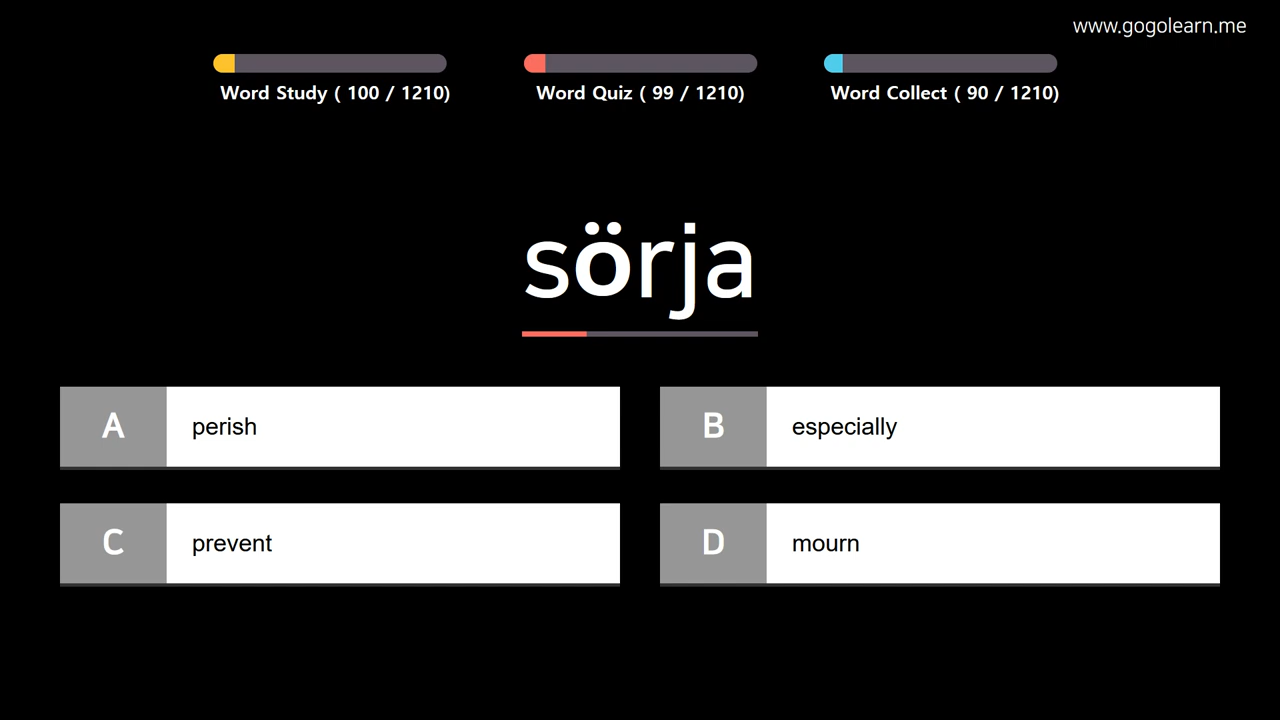 www.gogolearn.me
Word Study ( 100 / 1210)
Word Quiz ( 99 / 1210)
Word Collect ( 90 / 1210)
sörja
A perish
B especially
C prevent
D mourn